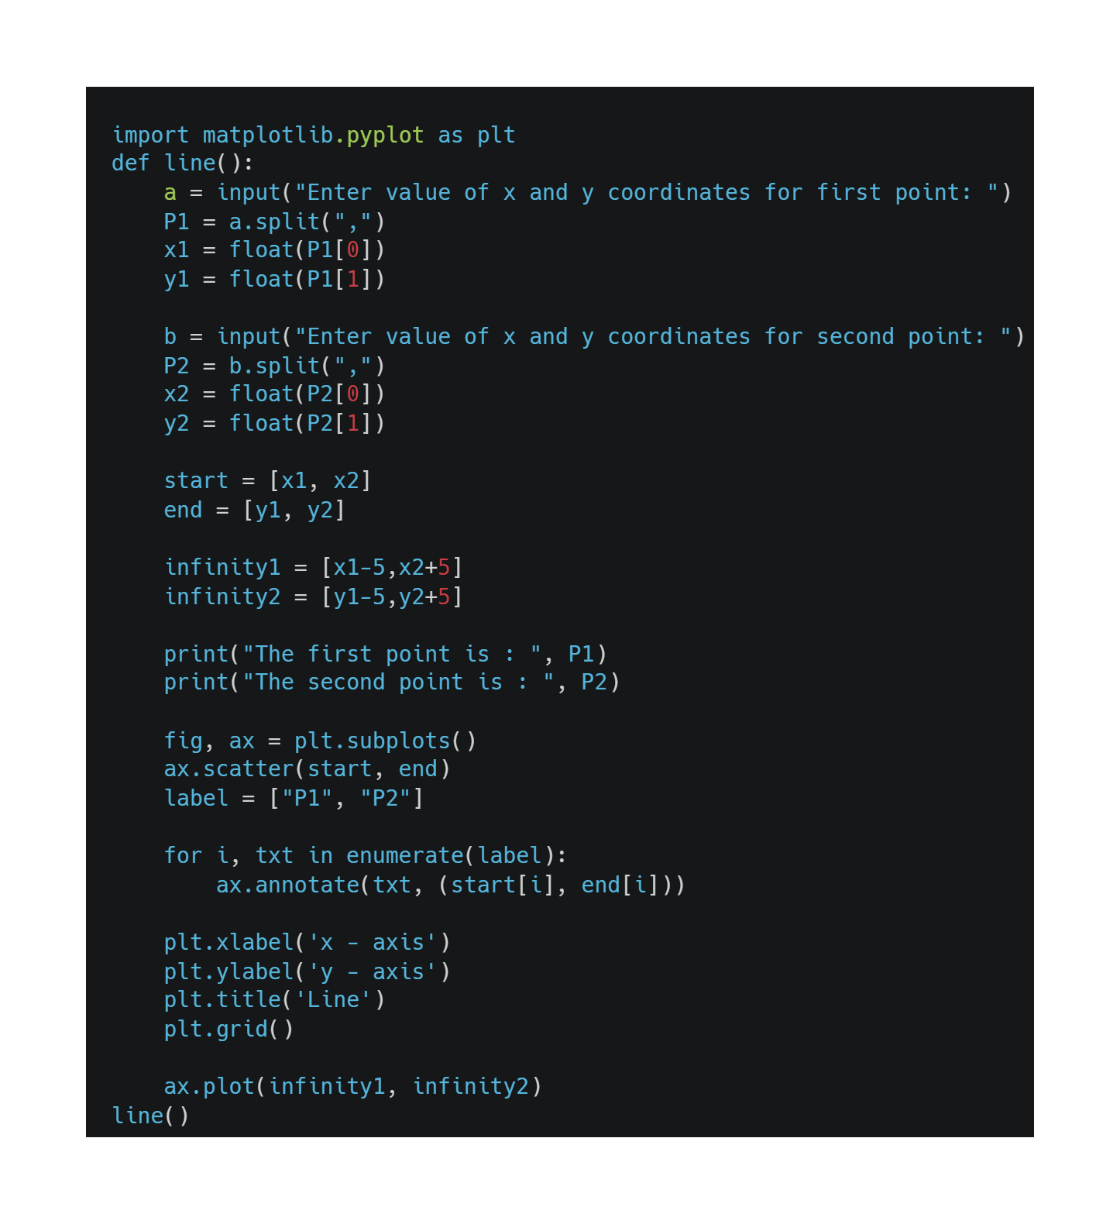 import matplotlib.pyplot as plt
def line():
    a = input("Enter value of x and y coordinates for first point: ")
    P1 = a.split(",")
    x1 = float(P1[0])
    y1 = float(P1[1])

    b = input("Enter value of x and y coordinates for second point: ")
    P2 = b.split(",")
    x2 = float(P2[0])
    y2 = float(P2[1])

    start = [x1, x2]
    end = [y1, y2]

    infinity1 = [x1-5,x2+5]
    infinity2 = [y1-5,y2+5]

    print("The first point is : ", P1)
    print("The second point is : ", P2)

    fig, ax = plt.subplots()
    ax.scatter(start, end)
    label = ["P1", "P2"]

    for i, txt in enumerate(label):
        ax.annotate(txt, (start[i], end[i]))

    plt.xlabel('x - axis')
    plt.ylabel('y - axis')
    plt.title('Line')
    plt.grid()

    ax.plot(infinity1, infinity2)
line()